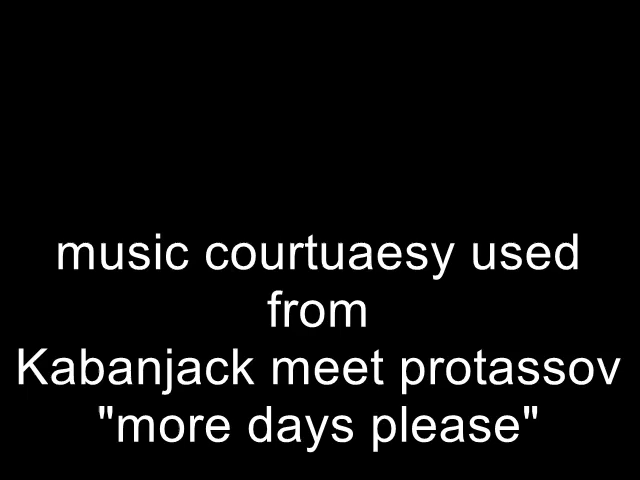 music courtuaesy used
from
Kabanjack meet protassov
"more days please"